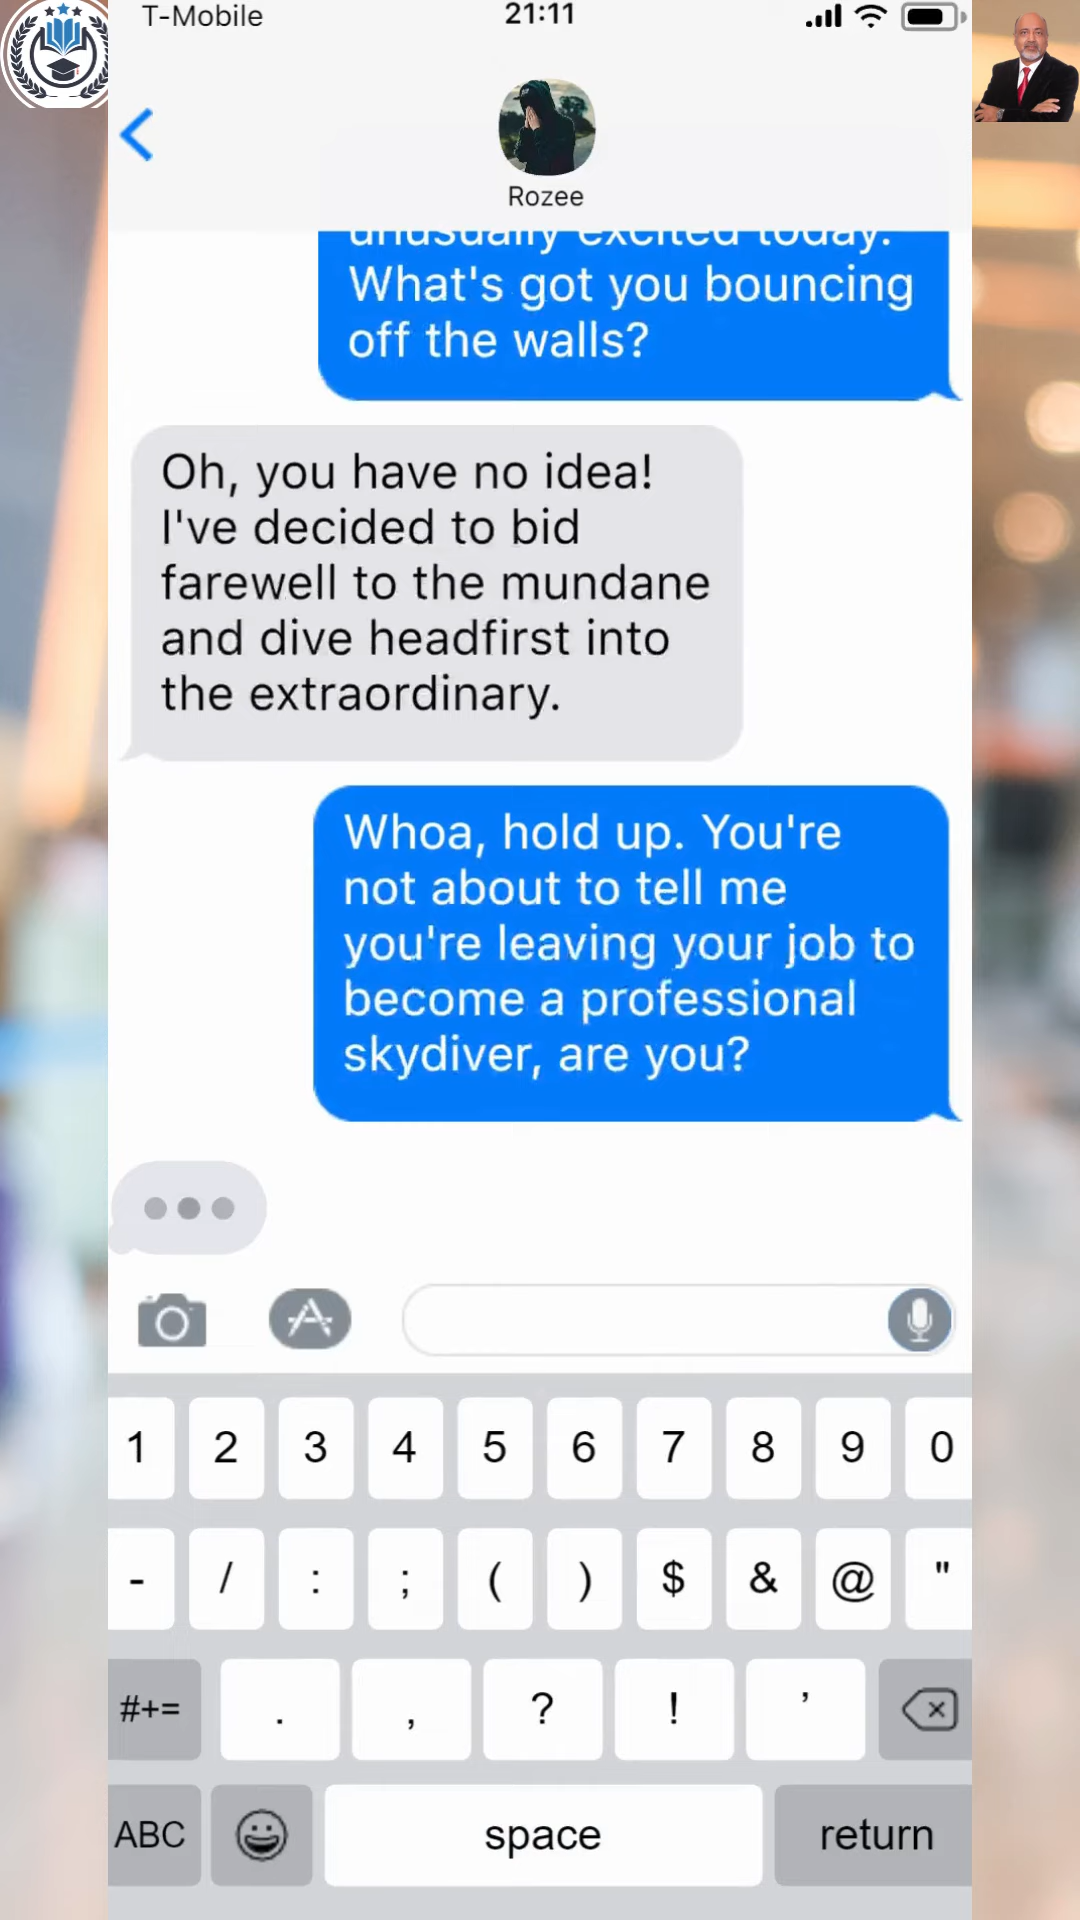 T-Mobile 21:11
Rozee
unusually excited today.
What's got you bouncing
off the walls?
Oh, you have no idea!
I've decided to bid
farewell to the mundane
and dive headfirst into
the extraordinary.
Whoa, hold up. You're
not about to tell me
you're leaving your job to
become a professional
skydiver, are you?
1 2 3 4 5 6 7 8 9 0
- / : ; ( ) $ & @ "
#+= . , ? ! ’
ABC space return